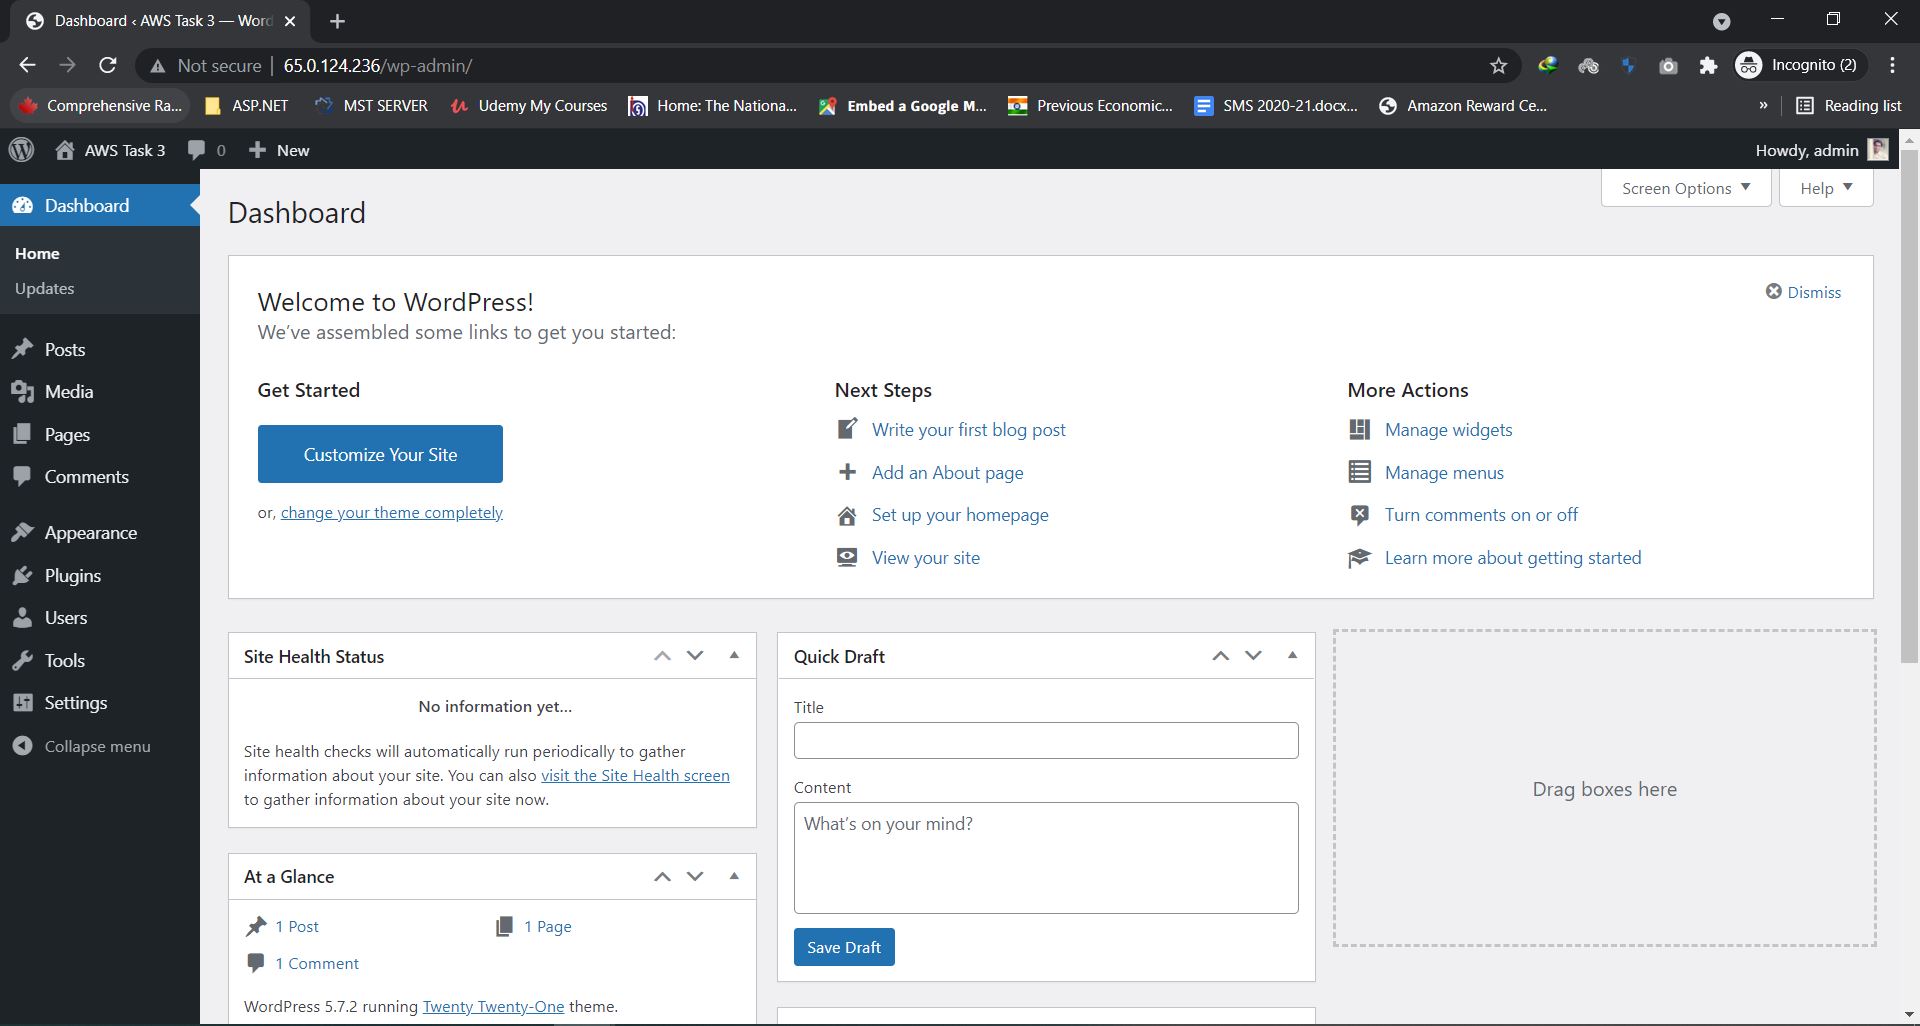 Dashboard ‹ AWS Task 3 — Word
Not secure | 65.0.124.236/wp-admin/
Incognito (2)
Comprehensive Ra...
ASP.NET
MST SERVER
Udemy My Courses
Home: The Nationa...
Embed a Google M...
Previous Economic...
SMS 2020-21.docx...
Amazon Reward Ce...
»
Reading list
AWS Task 3
0
New
Howdy, admin
Dashboard
Home
Updates
Posts
Media
Pages
Comments
Appearance
Plugins
Users
Tools
Settings
Collapse menu
Screen Options
Help
Dashboard
Welcome to WordPress!
Dismiss
We've assembled some links to get you started:
Get Started
Customize Your Site
or, change your theme completely
Next Steps
Write your first blog post
Add an About page
Set up your homepage
View your site
More Actions
Manage widgets
Manage menus
Turn comments on or off
Learn more about getting started
Site Health Status
No information yet...
Site health checks will automatically run periodically to gather
information about your site. You can also visit the Site Health screen
to gather information about your site now.
At a Glance
1 Post
1 Page
1 Comment
WordPress 5.7.2 running Twenty Twenty-One theme.
Quick Draft
Title
Content
What's on your mind?
Save Draft
Drag boxes here